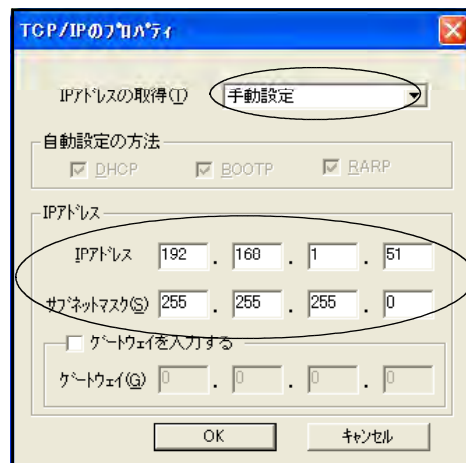 TCP/IPのﾌﾟﾛﾊﾟﾃｨ
IPｱﾄﾞﾚｽの取得(T) 手動設定
自動設定の方法
DHCP BOOTP RARP
IPｱﾄﾞﾚｽ
IPｱﾄﾞﾚｽ 192 . 168 . 1 . 51
ｻﾌﾞﾈｯﾄﾏｽｸ(S) 255 . 255 . 255 . 0
ｹﾞｰﾄｳｪｲを入力する
ｹﾞｰﾄｳｪｲ(G) 0 . 0 . 0 . 0
OK ｷｬﾝｾﾙ